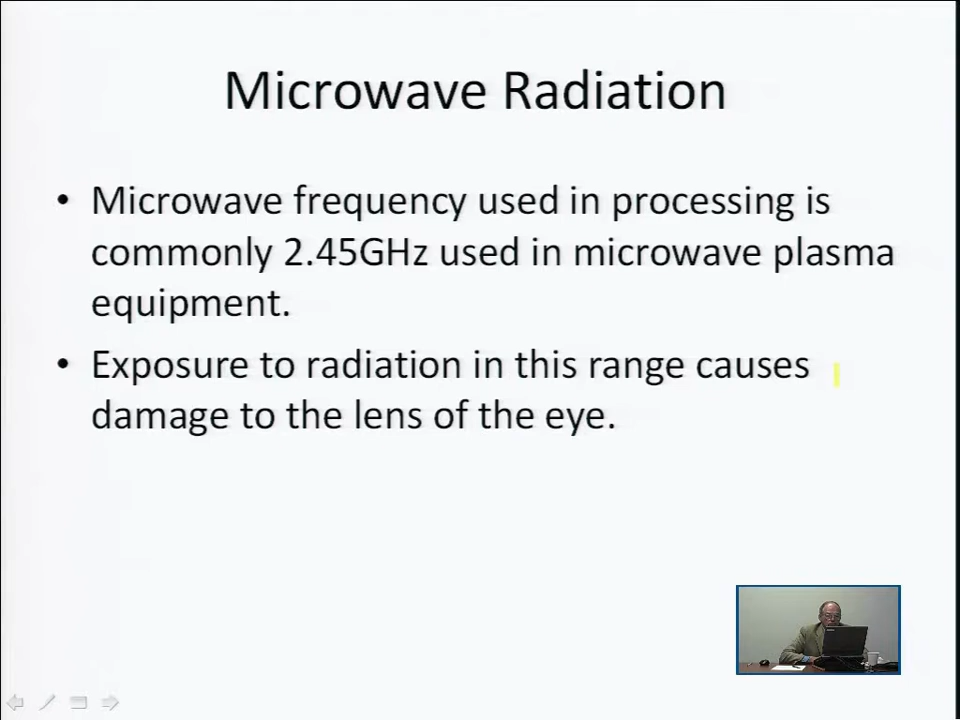 Microwave Radiation
• Microwave frequency used in processing is
commonly 2.45GHz used in microwave plasma
equipment.
• Exposure to radiation in this range causes
damage to the lens of the eye.